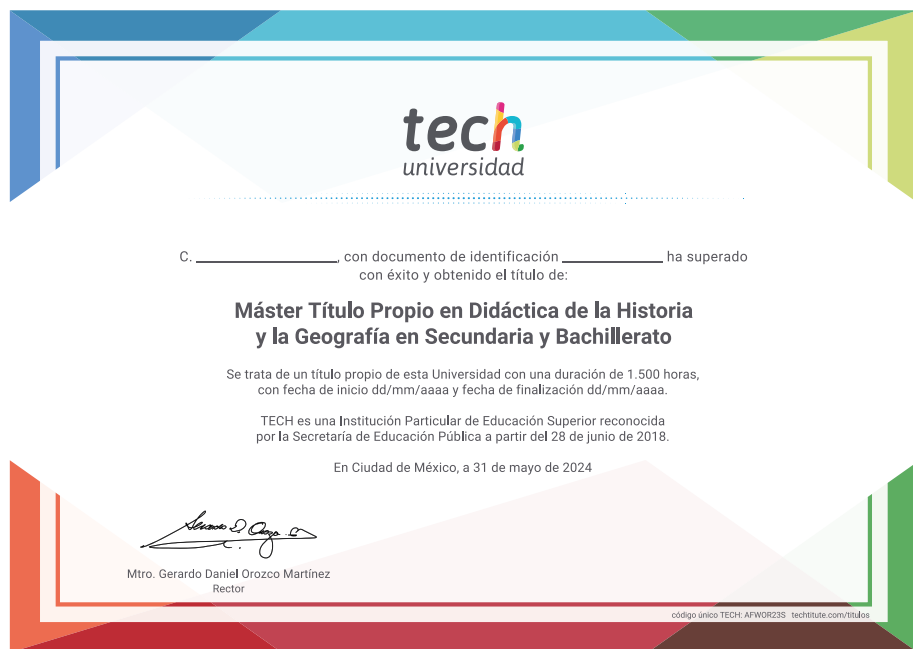 tech
universidad
C. ____________________, con documento de identificación ______________ ha superado
con éxito y obtenido el título de:
Máster Título Propio en Didáctica de la Historia
y la Geografía en Secundaria y Bachillerato
Se trata de un título propio de esta Universidad con una duración de 1.500 horas,
con fecha de inicio dd/mm/aaaa y fecha de finalización dd/mm/aaaa.
TECH es una Institución Particular de Educación Superior reconocida
por la Secretaría de Educación Pública a partir del 28 de junio de 2018.
En Ciudad de México, a 31 de mayo de 2024
Mtro. Gerardo Daniel Orozco Martínez
Rector
código único TECH: AFWOR23S techtitute.com/titulos